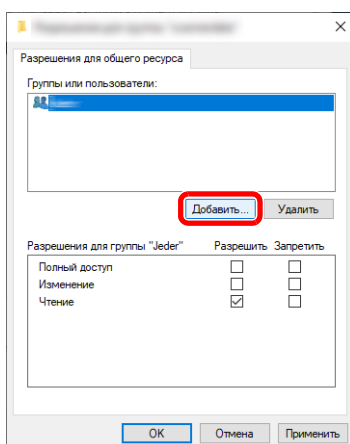 Разрешения для общего ресурса
Группы или пользователи:
Добавить... Удалить
Разрешения для группы "Jeder" Разрешить Запретить
Полный доступ
Изменение
Чтение
OK Отмена Применить